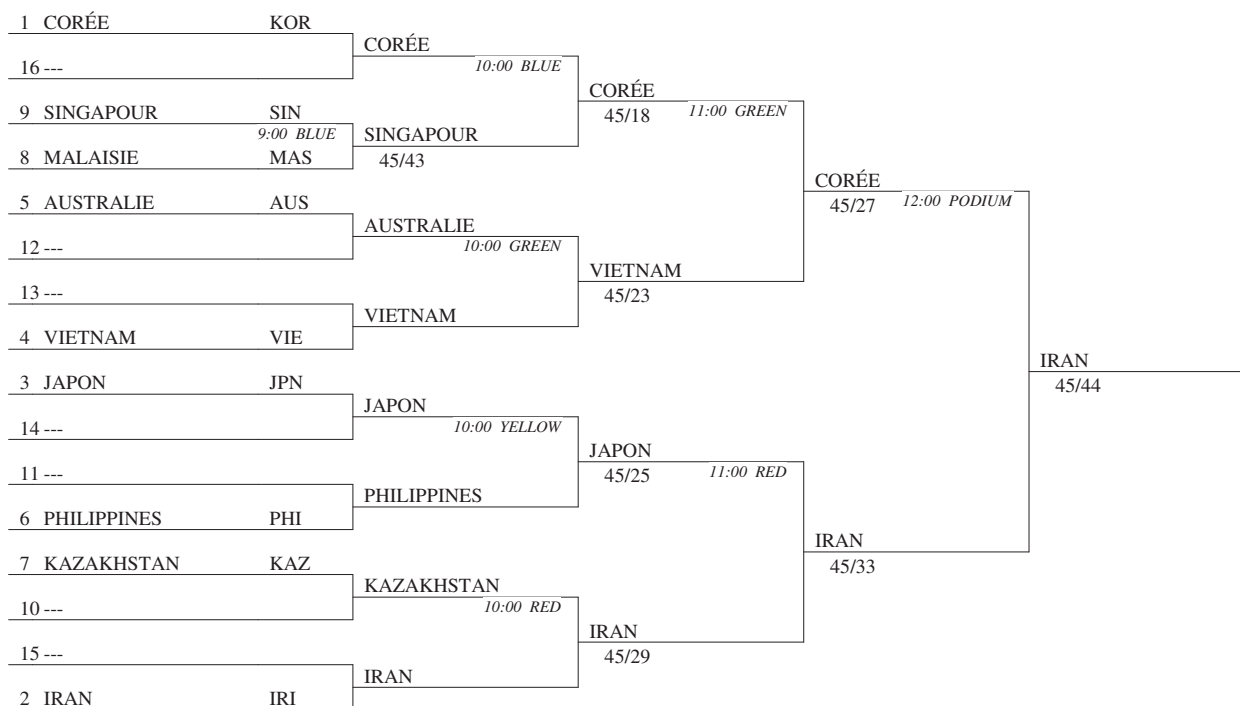 1 CORÉE KOR
CORÉE
16 --- 10:00 BLUE
CORÉE
9 SINGAPOUR SIN 45/18 11:00 GREEN
9:00 BLUE SINGAPOUR
8 MALAISIE MAS 45/43
CORÉE
5 AUSTRALIE AUS 45/27 12:00 PODIUM
AUSTRALIE
12 --- 10:00 GREEN
VIETNAM
13 --- 45/23
VIETNAM
4 VIETNAM VIE
IRAN
3 JAPON JPN 45/44
JAPON
14 --- 10:00 YELLOW
JAPON
11 --- 45/25 11:00 RED
PHILIPPINES
6 PHILIPPINES PHI
IRAN
7 KAZAKHSTAN KAZ 45/33
KAZAKHSTAN
10 --- 10:00 RED
IRAN
15 --- 45/29
IRAN
2 IRAN IRI